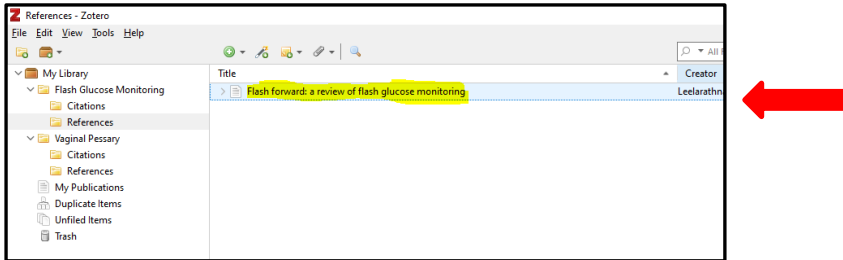 References - Zotero
File Edit View Tools Help
All
My Library
Flash Glucose Monitoring
Citations
References
Vaginal Pessary
Citations
References
My Publications
Duplicate Items
Unfiled Items
Trash
Title Creator
Flash forward: a review of flash glucose monitoring Leelarathn